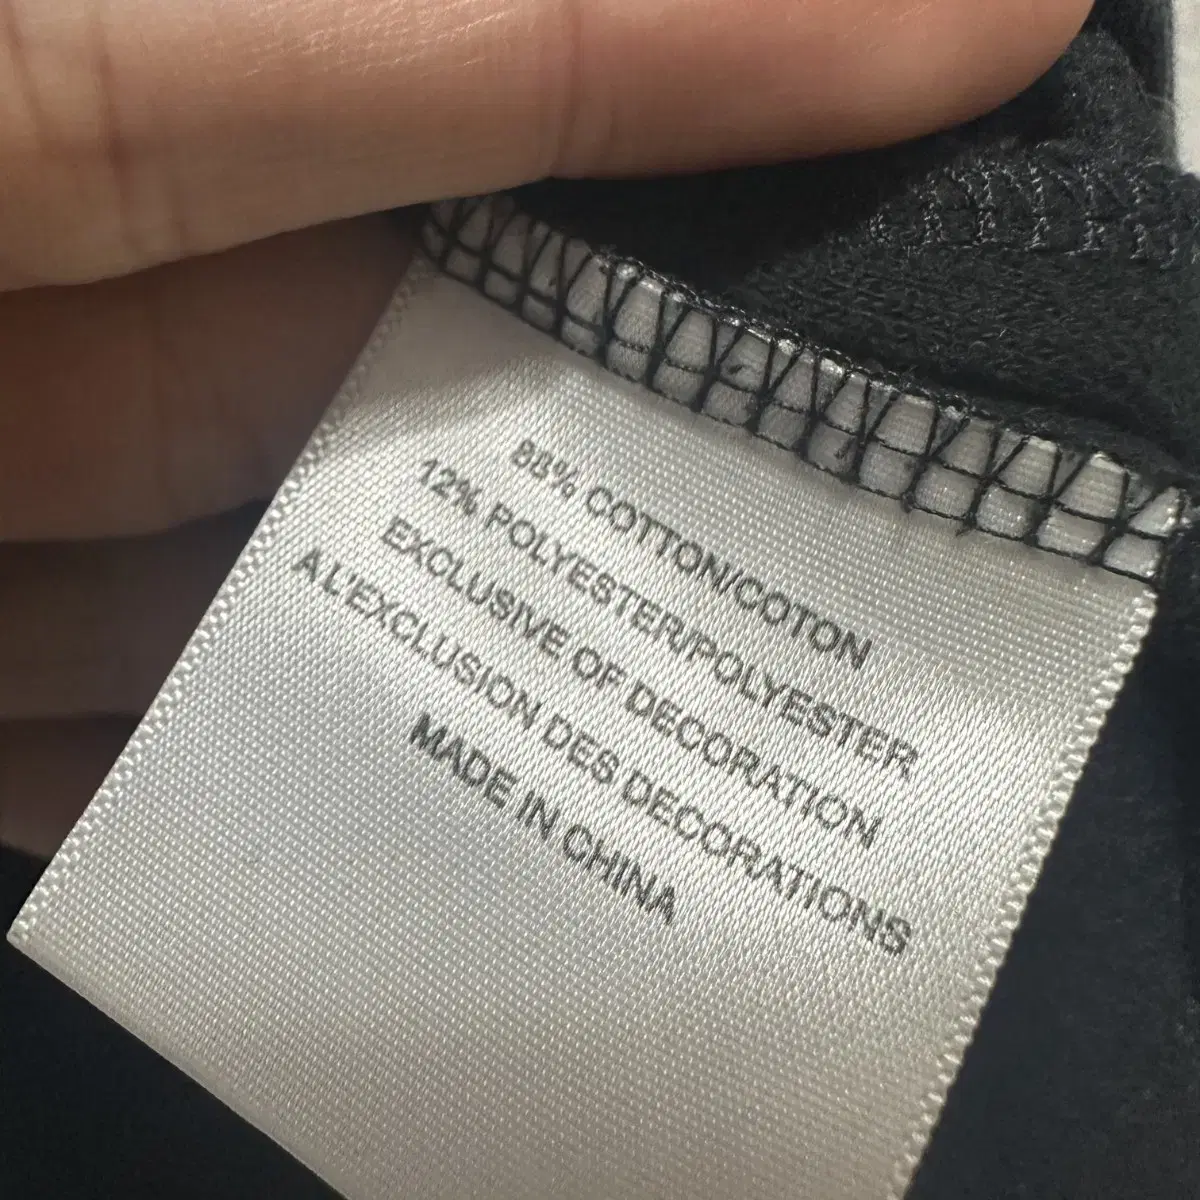 88% COTTON/COTON
12% POLYESTER/POLYESTER
EXCLUSIVE OF DECORATION
A L'EXCLUSION DES DECORATIONS
MADE IN CHINA